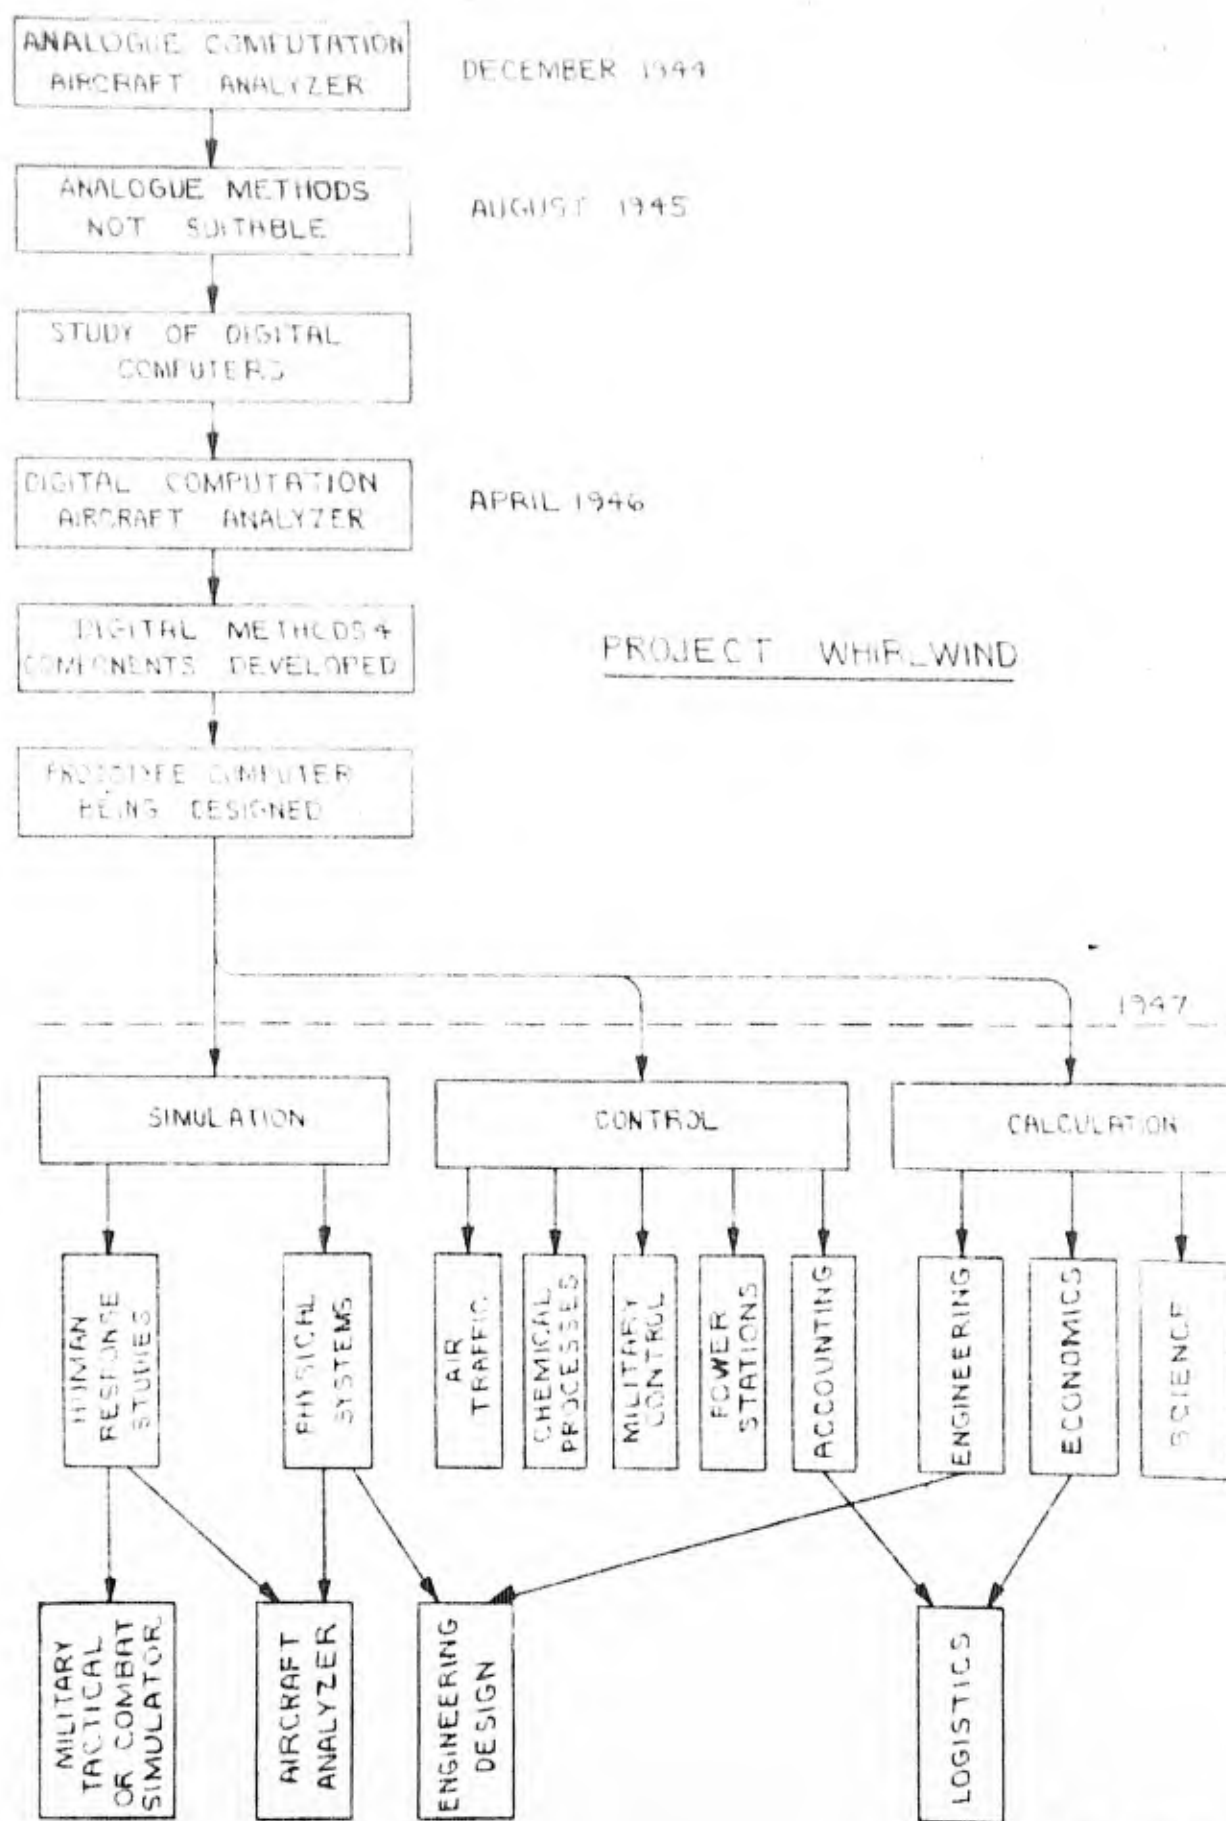 ANALOGUE COMPUTATION
AIRCRAFT ANALYZER
DECEMBER 1944
ANALOGUE METHODS
NOT SUITABLE
AUGUST 1945
STUDY OF DIGITAL
COMPUTERS
DIGITAL COMPUTATION
AIRCRAFT ANALYZER
APRIL 1946
DIGITAL METHODS &
COMPONENTS DEVELOPED
PROJECT WHIRLWIND
PROTOTYPE COMPUTER
BEING DESIGNED
1947
SIMULATION
CONTROL
CALCULATION
HUMAN
RESPONSE
STUDIES
PHYSICAL
SYSTEMS
AIR
TRAFFIC
CHEMICAL
PROCESSES
MILITARY
CONTROL
POWER
STATIONS
ACCOUNTING
ENGINEERING
ECONOMICS
SCIENCE
MILITARY
TACTICAL
OR COMBAT
SIMULATOR
AIRCRAFT
ANALYZER
ENGINEERING
DESIGN
LOGISTICS